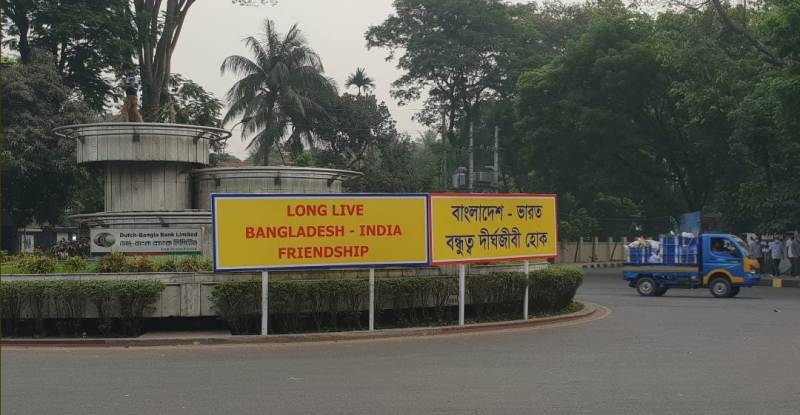 Dutch-Bangla Bank Limited
ডাচ্-বাংলা ব্যাংক লিমিটেড
LONG LIVE
BANGLADESH - INDIA
FRIENDSHIP
বাংলাদেশ - ভারত
বন্ধুত্ব দীর্ঘজীবী হোক